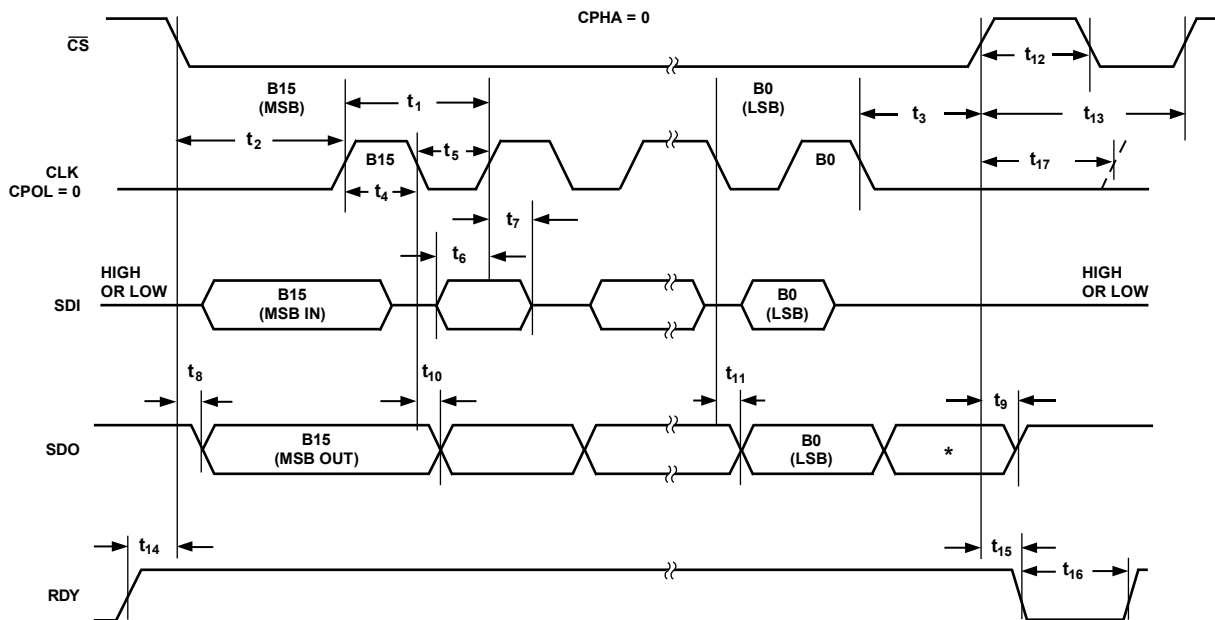 CPHA = 0
CS
t12
B15
(MSB)
t1
B0
(LSB)
t3
t13
t2
B15
t5
B0
t17
CLK
CPOL = 0
t4
t7
t6
HIGH
OR LOW
B15
(MSB IN)
B0
(LSB)
HIGH
OR LOW
SDI
t8
t10
t11
t9
SDO
B15
(MSB OUT)
B0
(LSB)
*
t14
t15
t16
RDY